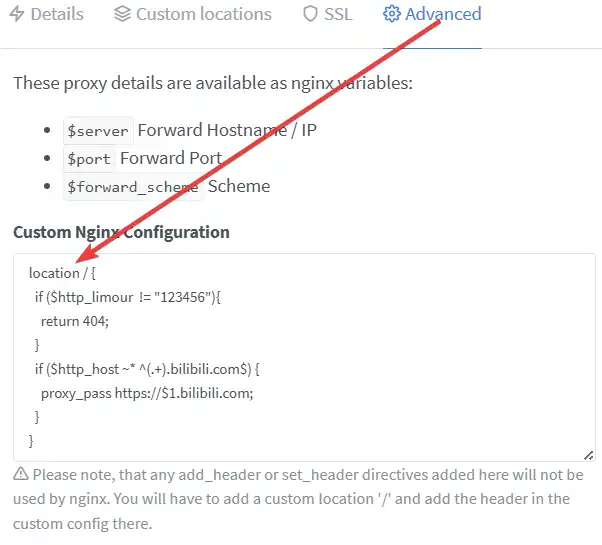 Details Custom locations SSL Advanced
These proxy details are available as nginx variables:
$server Forward Hostname / IP
$port Forward Port
$forward_scheme Scheme
Custom Nginx Configuration
location / {
if ($http_limour != "123456"){
return 404;
}
if ($http_host ~* ^(.+).bilibili.com$) {
proxy_pass https://$1.bilibili.com;
}
}
Please note, that any add_header or set_header directives added here will not be
used by nginx. You will have to add a custom location '/' and add the header in the
custom config there.